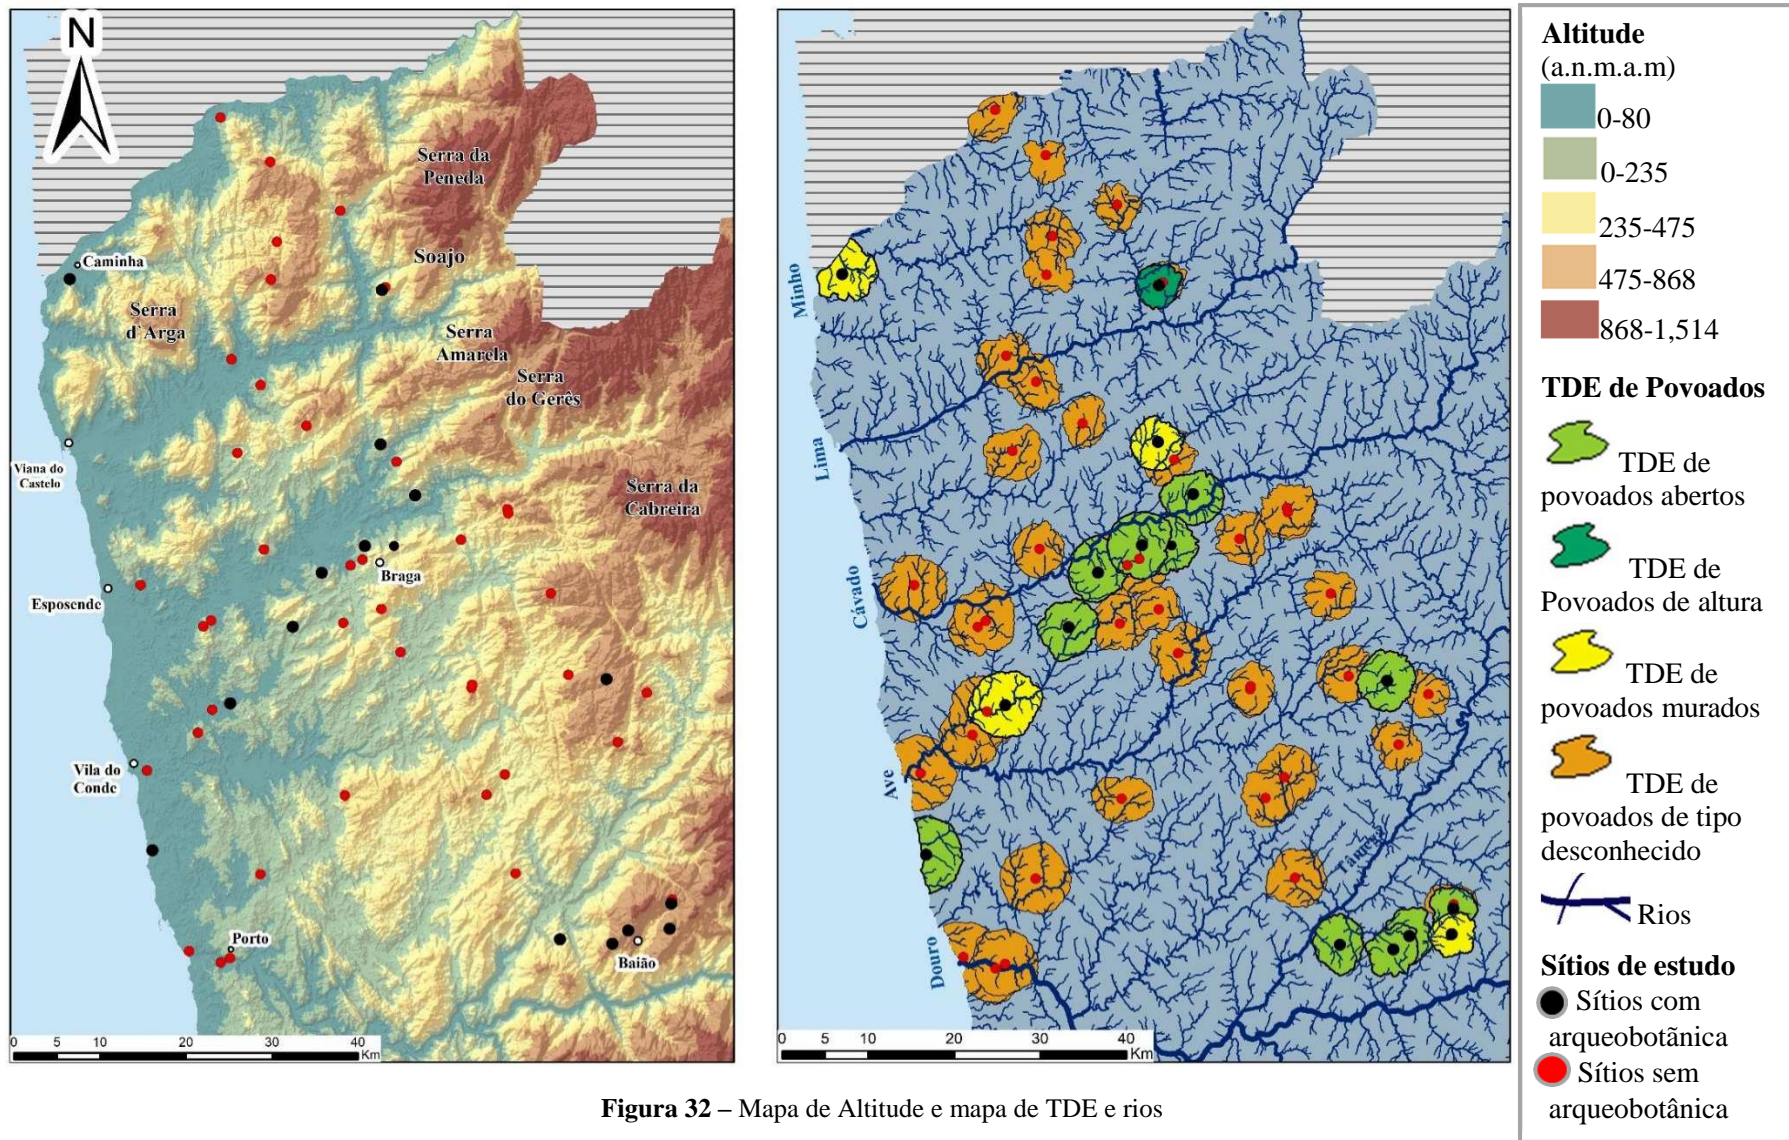 N
Serra da
Peneda
Soajo
Caminha
Serra
d`Arga
Serra
Amarela
Serra
do Gerês
Viana do
Castelo
Serra da
Cabreira
Braga
Esposende
Vila do
Conde
Porto
Baião
0 5 10 20 30 40
Km
Minho
Lima
Cávado
Ave
Tâmega
Douro
0 5 10 20 30 40
Km
Altitude
(a.n.m.a.m)
0-80
0-235
235-475
475-868
868-1,514
TDE de Povoados
TDE de
povoados abertos
TDE de
Povoados de altura
TDE de
povoados murados
TDE de
povoados de tipo
desconhecido
Rios
Sítios de estudo
Sítios com
arqueobotãnica
Sítios sem
arqueobotânica
Figura 32 – Mapa de Altitude e mapa de TDE e rios